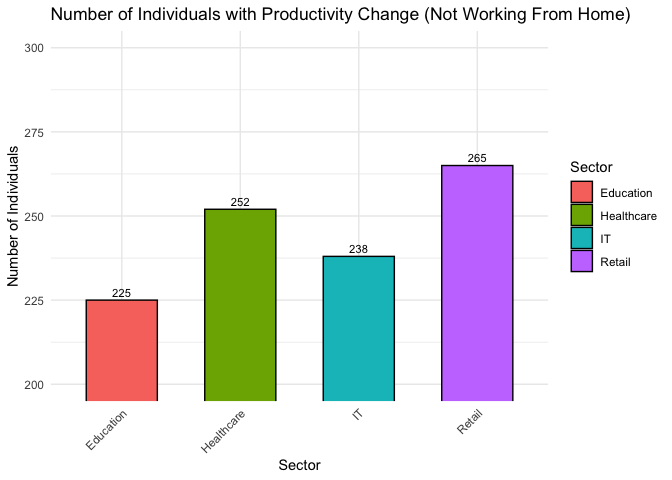 Number of Individuals with Productivity Change (Not Working From Home)
Number of Individuals
300
275
250
225
200
225
252
238
265
Education
Healthcare
IT
Retail
Sector
Sector
Education
Healthcare
IT
Retail